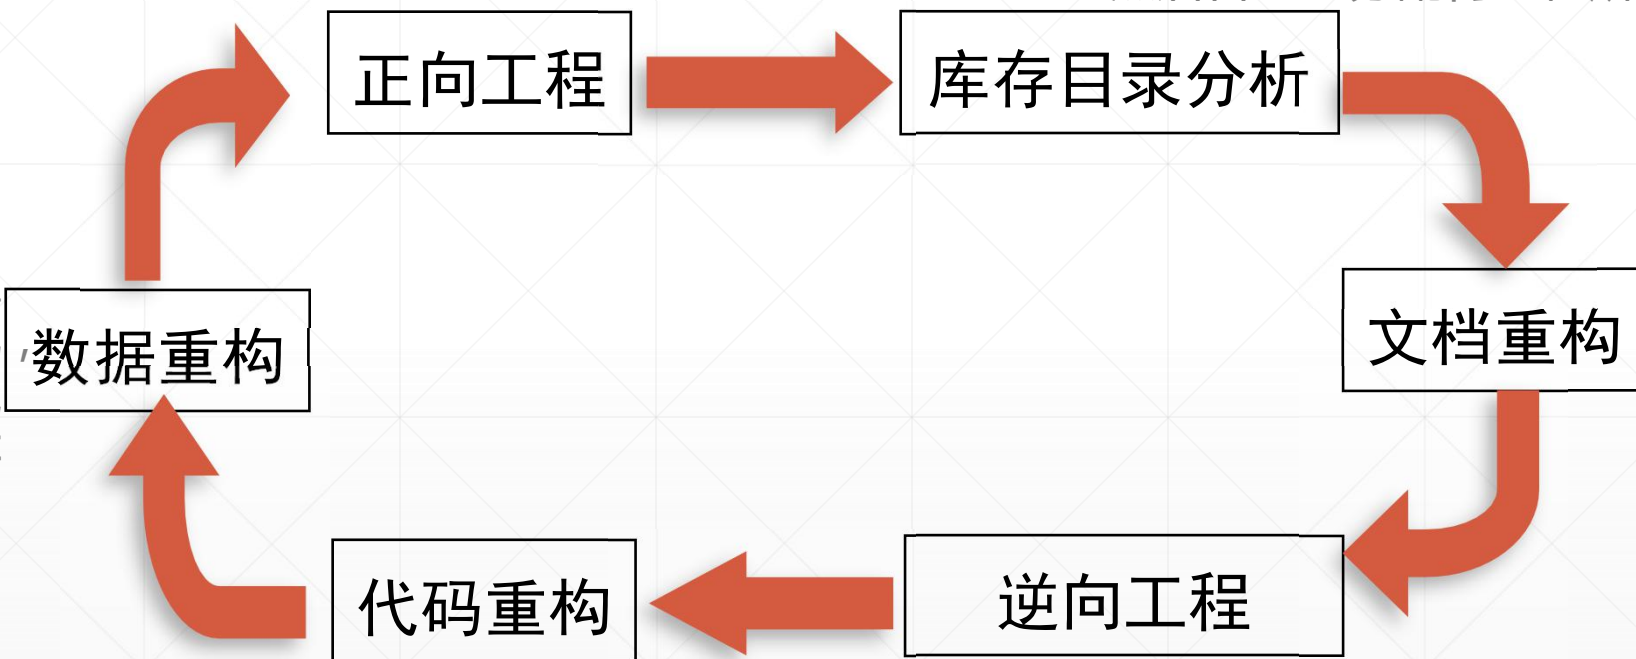 正向工程
库存目录分析
数据重构
文档重构
代码重构
逆向工程